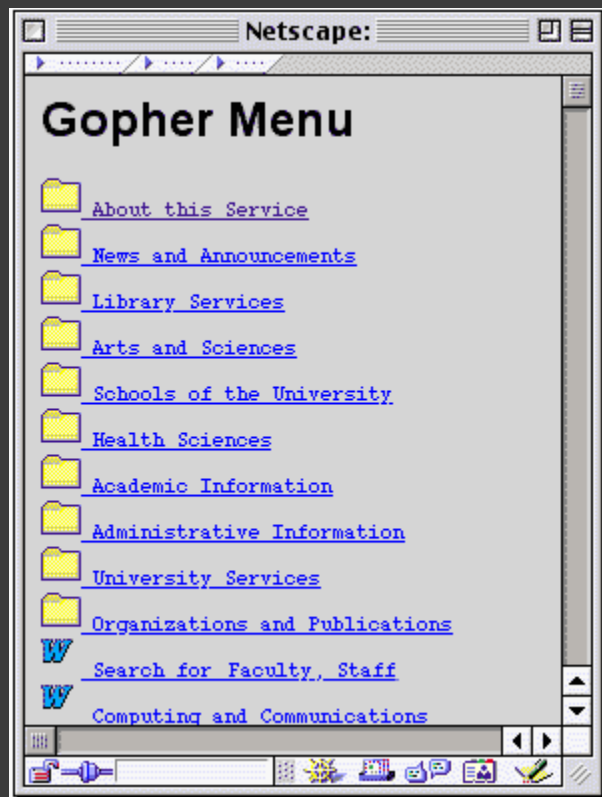 Netscape:
Gopher Menu
About this Service
News and Announcements
Library Services
Arts and Sciences
Schools of the University
Health Sciences
Academic Information
Administrative Information
University Services
Organizations and Publications
W Search for Faculty, Staff
W Computing and Communications